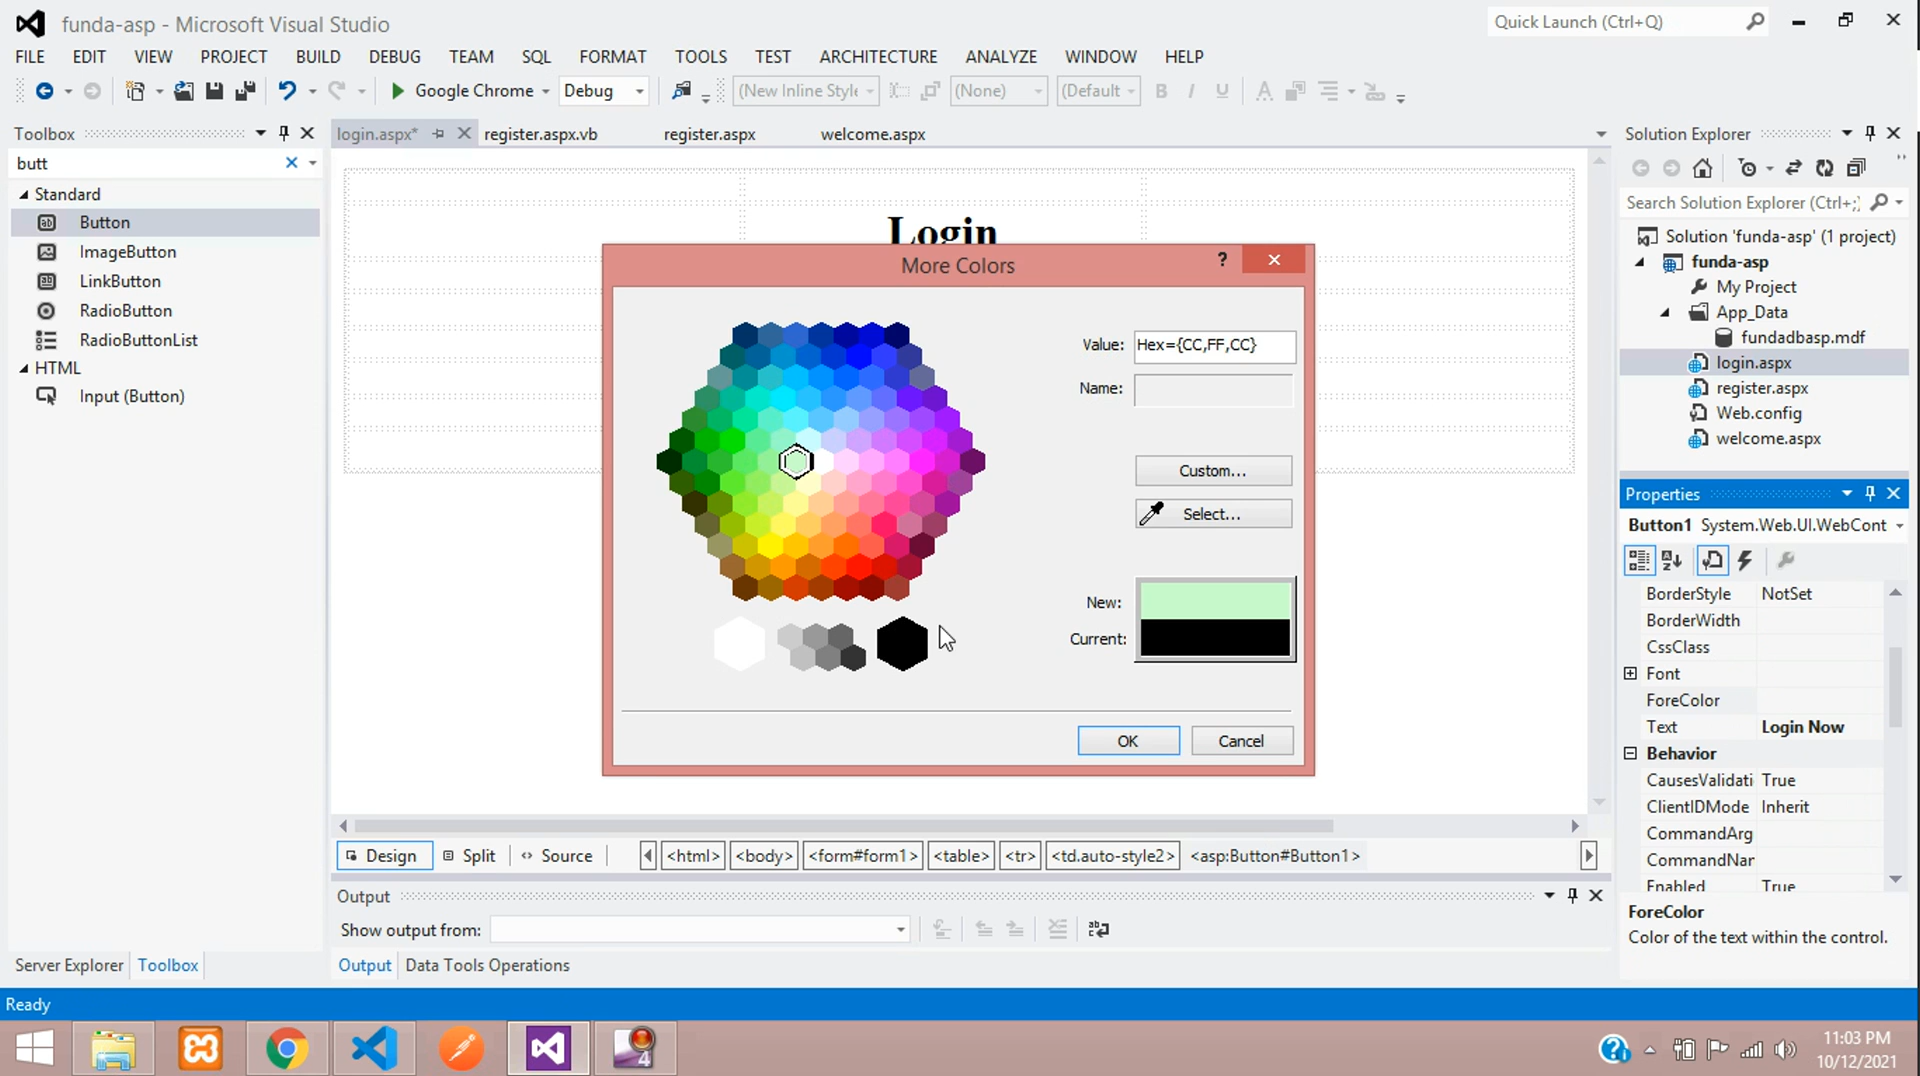 funda-asp - Microsoft Visual Studio
Quick Launch (Ctrl+Q)
FILE EDIT VIEW PROJECT BUILD DEBUG TEAM SQL FORMAT TOOLS TEST ARCHITECTURE ANALYZE WINDOW HELP
Google Chrome Debug (New Inline Style (None) (Default B I U A
Toolbox
login.aspx* register.aspx.vb register.aspx welcome.aspx
Solution Explorer
butt
Standard
Button
ImageButton
LinkButton
RadioButton
RadioButtonList
HTML
Input (Button)
Login
More Colors
?
Value: Hex={CC,FF,CC}
Name:
Custom...
Select...
New:
Current:
OK Cancel
Search Solution Explorer (Ctrl+;)
Solution 'funda-asp' (1 project)
funda-asp
My Project
App_Data
fundadbasp.mdf
login.aspx
register.aspx
Web.config
welcome.aspx
Properties
Button1 System.Web.UI.WebCont
BorderStyle NotSet
BorderWidth
CssClass
Font
ForeColor
Text Login Now
Behavior
CausesValidati True
ClientIDMode Inherit
CommandArg
CommandNar
Enabled True
ForeColor
Color of the text within the control.
Design Split Source <html> <body> <form#form1> <table> <tr> <td.auto-style2> <asp:Button#Button1>
Output
Show output from:
Server Explorer Toolbox
Output Data Tools Operations
Ready
4
11:03 PM
10/12/2021